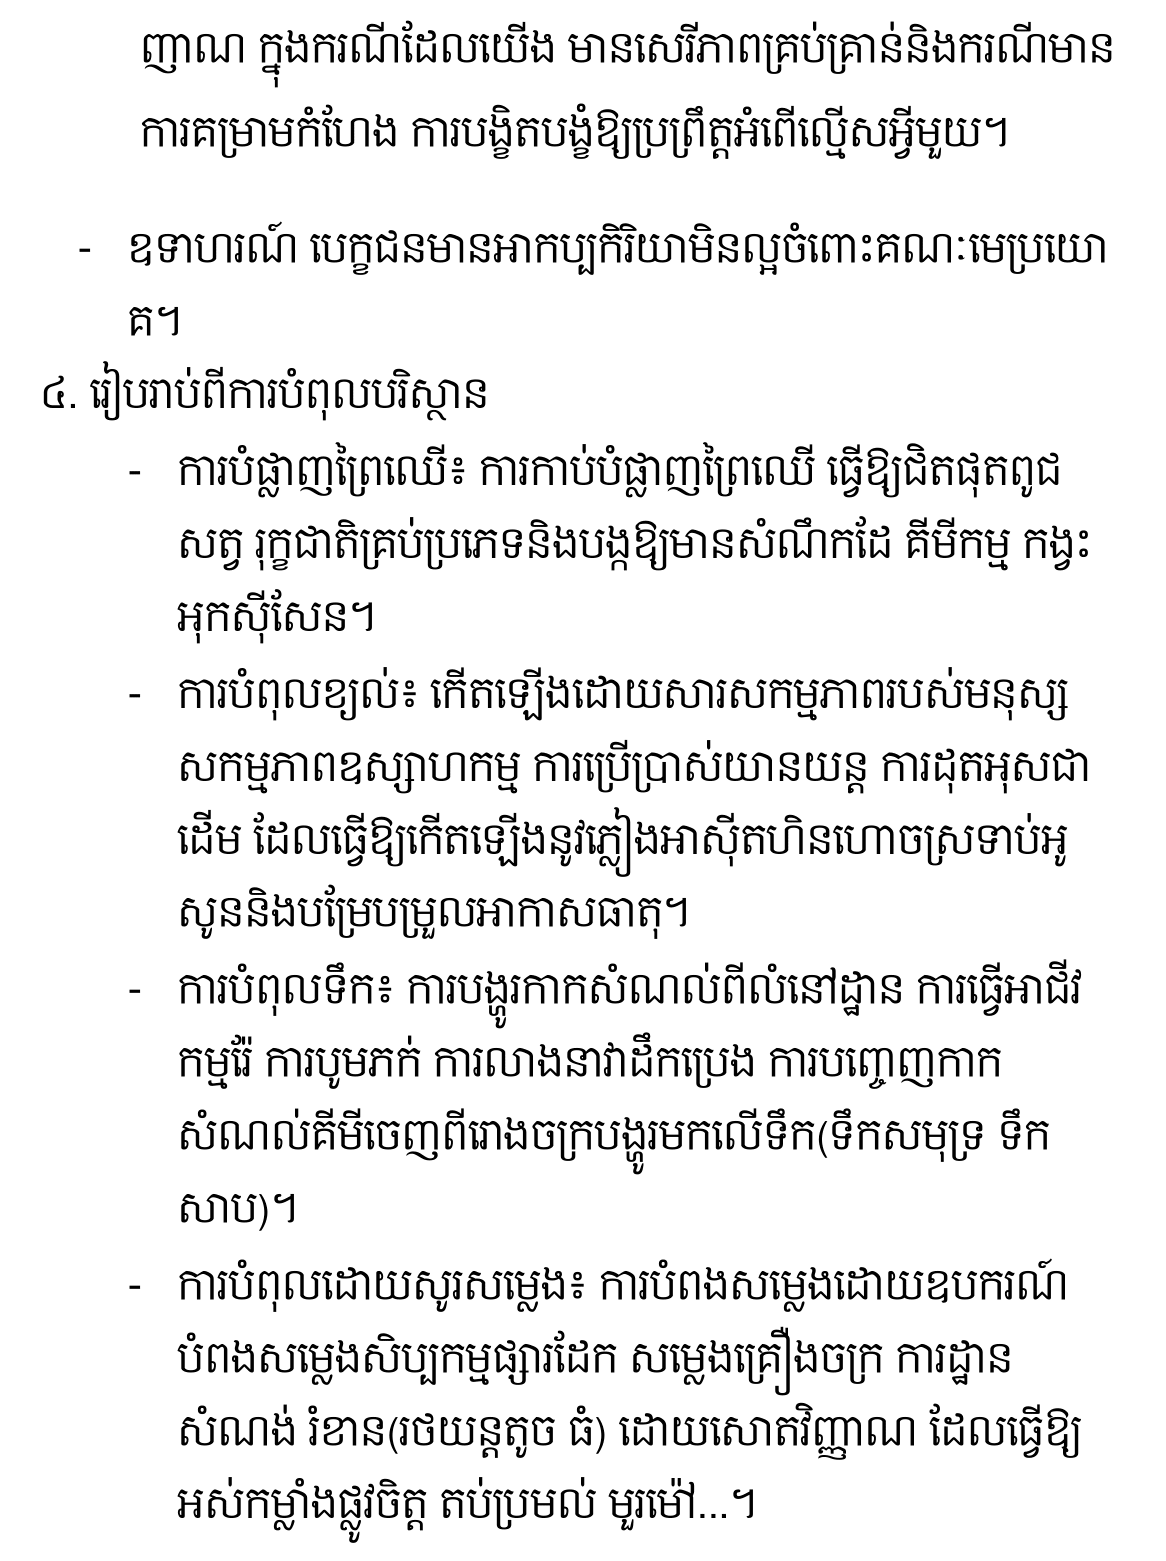 ញាណ ក្នុងករណីដែលយើង មានសេរីភាពគ្រប់គ្រាន់និងករណីមាន
ការគម្រាមកំហែង ការបង្ខិតបង្ខំឱ្យប្រព្រឹត្តអំពើល្មើសអ្វីមួយ។
- ឧទាហរណ៍ បេក្ខជនមានអាកប្បកិរិយាមិនល្អចំពោះគណៈមេប្រយោ
គ។
៤. រៀបរាប់ពីការបំពុលបរិស្ថាន
- ការបំផ្លាញព្រៃឈើ៖ ការកាប់បំផ្លាញព្រៃឈើ ធ្វើឱ្យជិតផុតពូជ
សត្វ រុក្ខជាតិគ្រប់ប្រភេទនិងបង្កឱ្យមានសំណឹកដែ គីមីកម្ម កង្វះ
អុកស៊ីសែន។
- ការបំពុលខ្យល់៖ កើតឡើងដោយសារសកម្មភាពរបស់មនុស្ស
សកម្មភាពឧស្សាហកម្ម ការប្រើប្រាស់យានយន្ត ការដុតអុសជា
ដើម ដែលធ្វើឱ្យកើតឡើងនូវភ្លៀងអាស៊ីតហិនហោចស្រទាប់អូ
សូននិងបម្រែបម្រួលអាកាសធាតុ។
- ការបំពុលទឹក៖ ការបង្ហូរកាកសំណល់ពីលំនៅដ្ឋាន ការធ្វើអាជីវ
កម្មរ៉ែ ការបូមភក់ ការលាងនាវាដឹកប្រេង ការបញ្ចេញកាក
សំណល់គីមីចេញពីរោងចក្របង្ហូរមកលើទឹក(ទឹកសមុទ្រ ទឹក
សាប)។
- ការបំពុលដោយសូរសម្លេង៖ ការបំពងសម្លេងដោយឧបករណ៍
បំពងសម្លេងសិប្បកម្មផ្សារដែក សម្លេងគ្រឿងចក្រ ការដ្ឋាន
សំណង់ រំខាន(រថយន្តតូច ធំ) ដោយសោតវិញ្ញាណ ដែលធ្វើឱ្យ
អស់កម្លាំងផ្លូវចិត្ត តប់ប្រមល់ មួរម៉ៅ...។